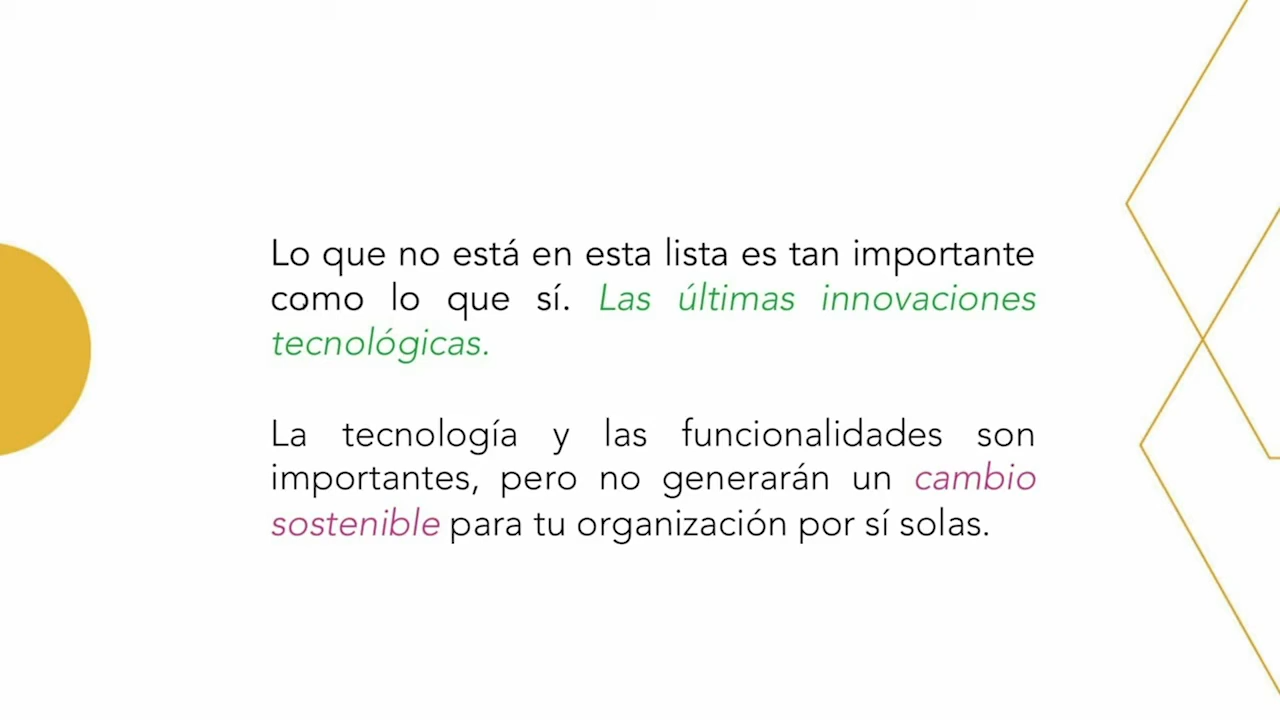 Lo que no está en esta lista es tan importante
como lo que sí. Las últimas innovaciones
tecnológicas.
La tecnología y las funcionalidades son
importantes, pero no generarán un cambio
sostenible para tu organización por sí solas.